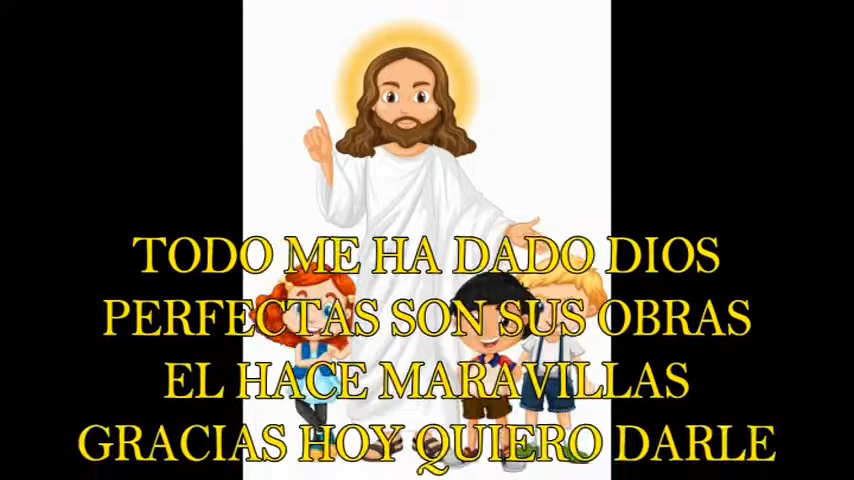 TODO ME HA DADO DIOS
PERFECTAS SON SUS OBRAS
EL HACE MARAVILLAS
GRACIAS HOY QUIERO DARLE